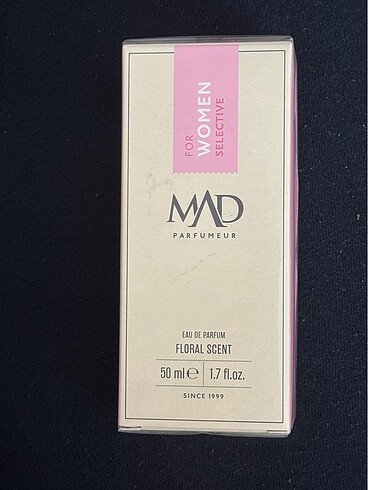 FOR
WOMEN
SELECTIVE
MAD
PARFUMEUR
EAU DE PARFUM
FLORAL SCENT
50 ml ℮ 1.7 fl.oz.
SINCE 1999